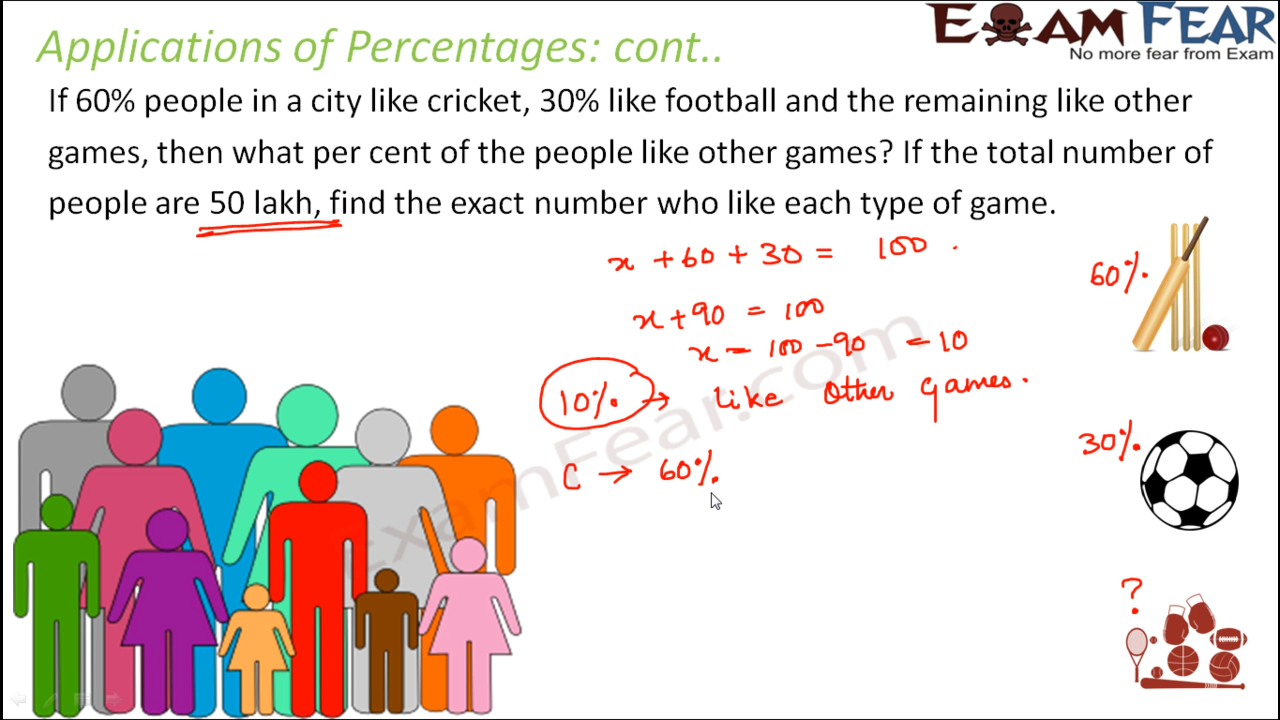 EXAM FEAR
No more fear from Exam
Applications of Percentages: cont..
If 60% people in a city like cricket, 30% like football and the remaining like other
games, then what per cent of the people like other games? If the total number of
people are 50 lakh, find the exact number who like each type of game.
x + 60 + 30 = 100.
60%
x + 90 = 100
x = 100 - 90 = 10
10% → Like Other games.
30%
C → 60%
?
ExamFear.com